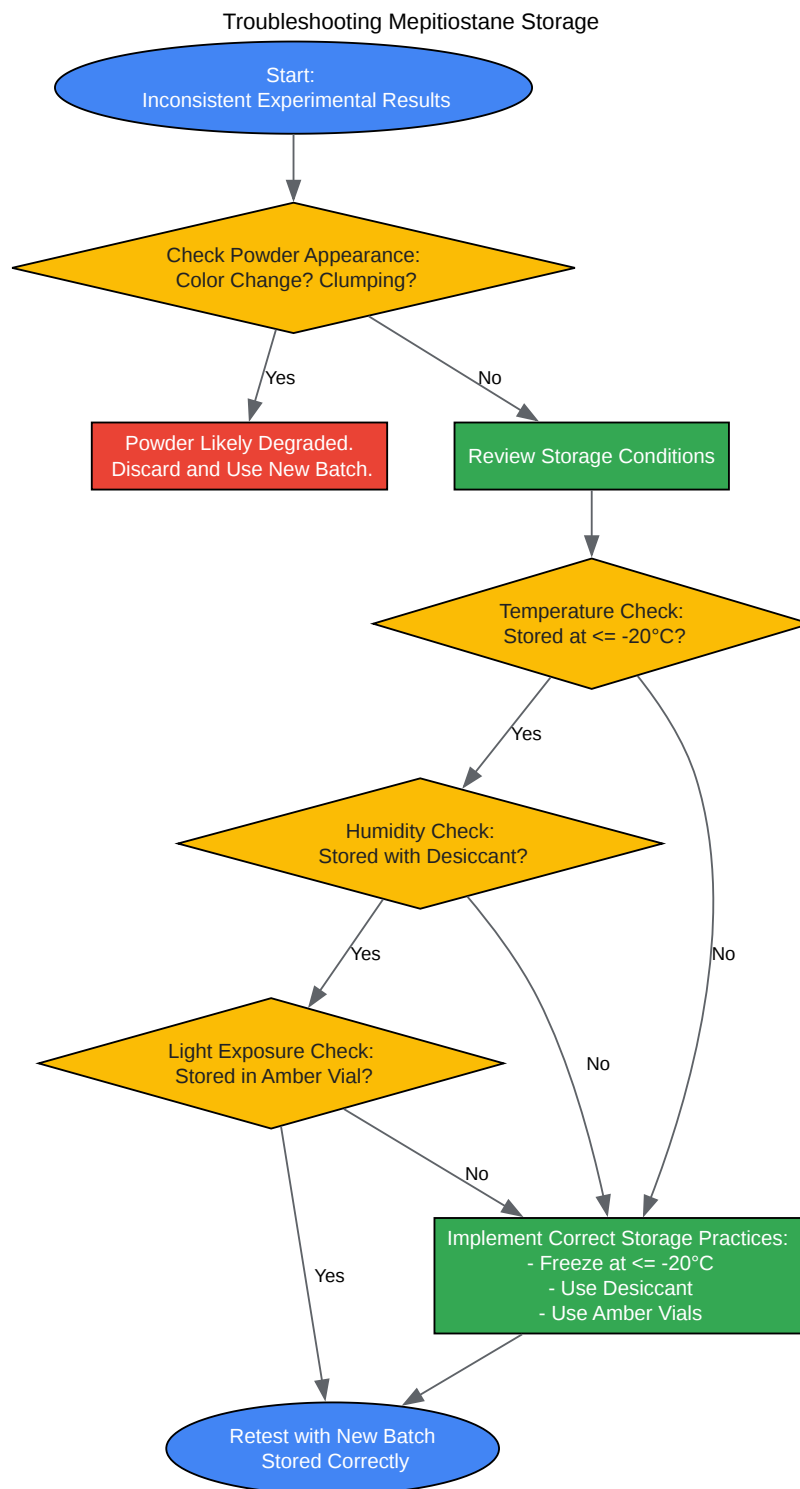 Troubleshooting Mepitiostane Storage
Start:
Inconsistent Experimental Results
Check Powder Appearance:
Color Change? Clumping?
Yes
No
Powder Likely Degraded.
Discard and Use New Batch.
Review Storage Conditions
Temperature Check:
Stored at <= -20°C?
Yes
No
Humidity Check:
Stored with Desiccant?
Yes
No
Light Exposure Check:
Stored in Amber Vial?
No
Yes
Implement Correct Storage Practices:
- Freeze at <= -20°C
- Use Desiccant
- Use Amber Vials
Retest with New Batch
Stored Correctly